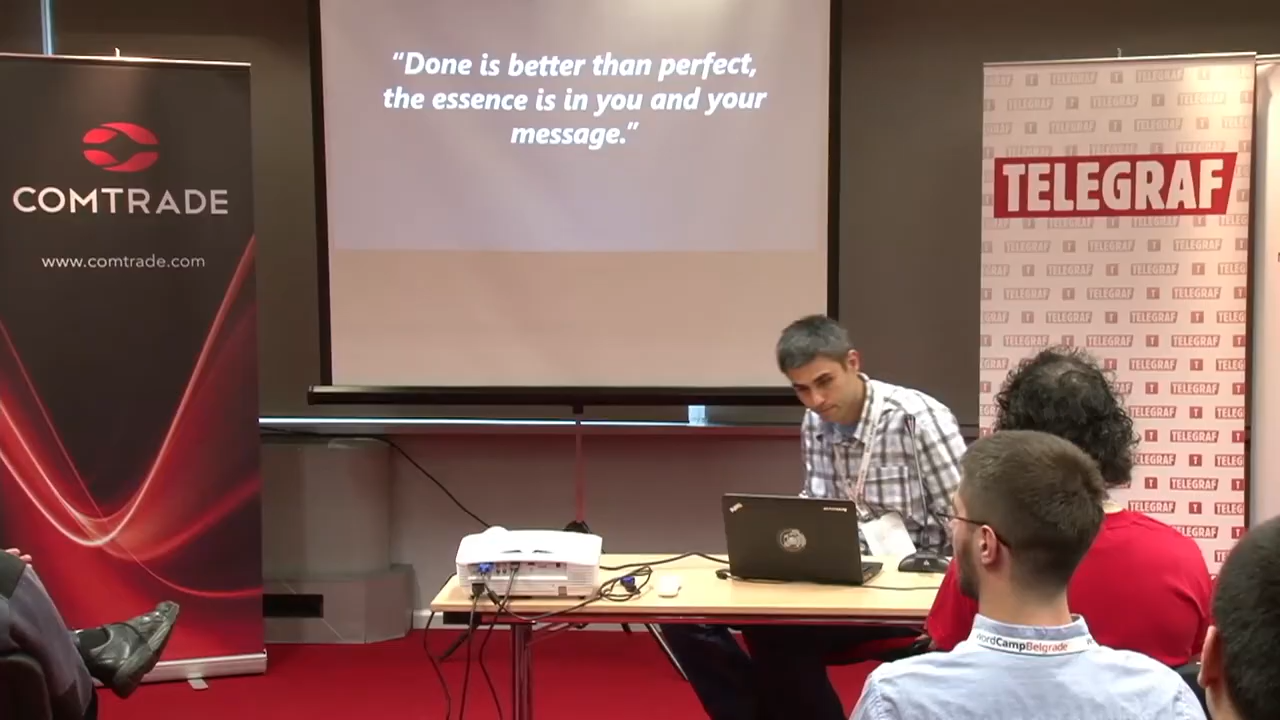 “Done is better than perfect,
the essence is in you and your
message.”
COMTRADE
www.comtrade.com
TELEGRAF
WordCampBelgrade